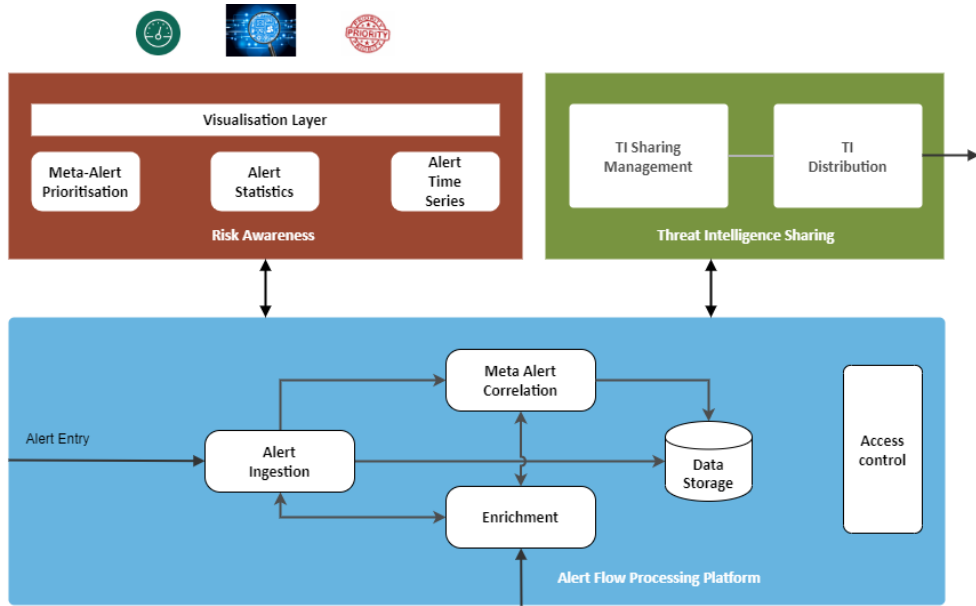 PRIORITY
Visualisation Layer
Meta-Alert
Prioritisation
Alert
Statistics
Alert
Time
Series
Risk Awareness
TI Sharing
Management
TI
Distribution
Threat Intelligence Sharing
Meta Alert
Correlation
Alert Entry
Alert
Ingestion
Data
Storage
Access
control
Enrichment
Alert Flow Processing Platform